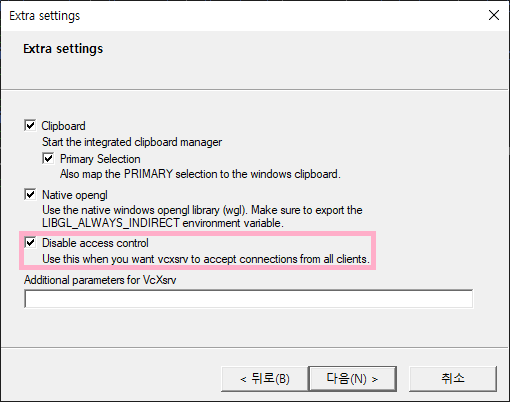 Extra settings
Extra settings
Clipboard
Start the integrated clipboard manager
Primary Selection
Also map the PRIMARY selection to the windows clipboard.
Native opengl
Use the native windows opengl library (wgl). Make sure to export the
LIBGL_ALWAYS_INDIRECT environment variable.
Disable access control
Use this when you want vcxsrv to accept connections from all clients.
Additional parameters for VcXsrv
< 뒤로(B) 다음(N) > 취소